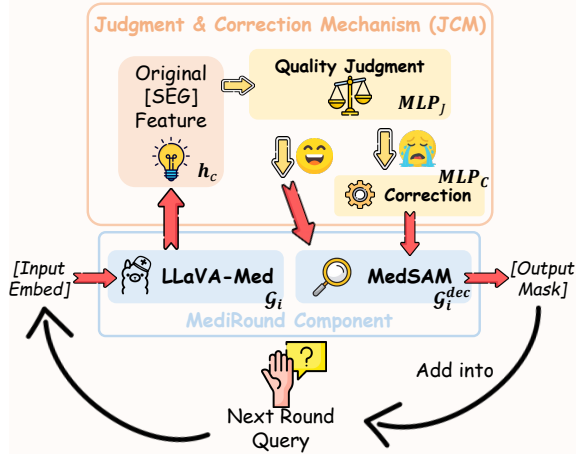 Judgment & Correction Mechanism (JCM)
Original
[SEG]
Feature
h_c
Quality Judgment
MLP_J
MLP_C
Correction
[Input
Embed]
LLaVA-Med
G_i
MedSAM
G_i^{dec}
[Output
Mask]
MediRound Component
?
Add into
Next Round
Query